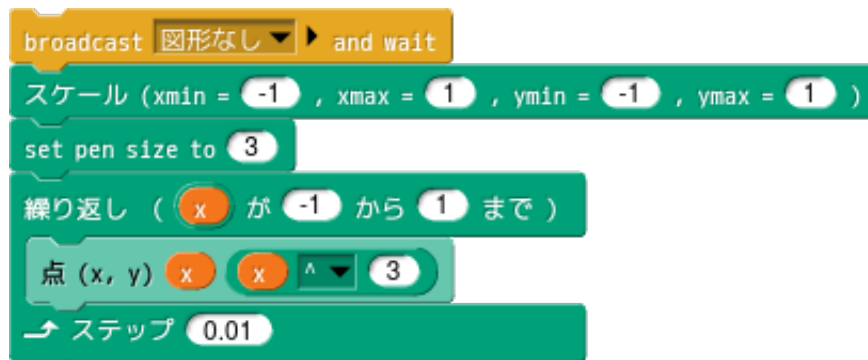 broadcast 図形なし and wait
スケール (xmin = -1 , xmax = 1 , ymin = -1 , ymax = 1 )
set pen size to 3
繰り返し ( x が -1 から 1 まで )
点 (x, y) x x ^ 3
ステップ 0.01